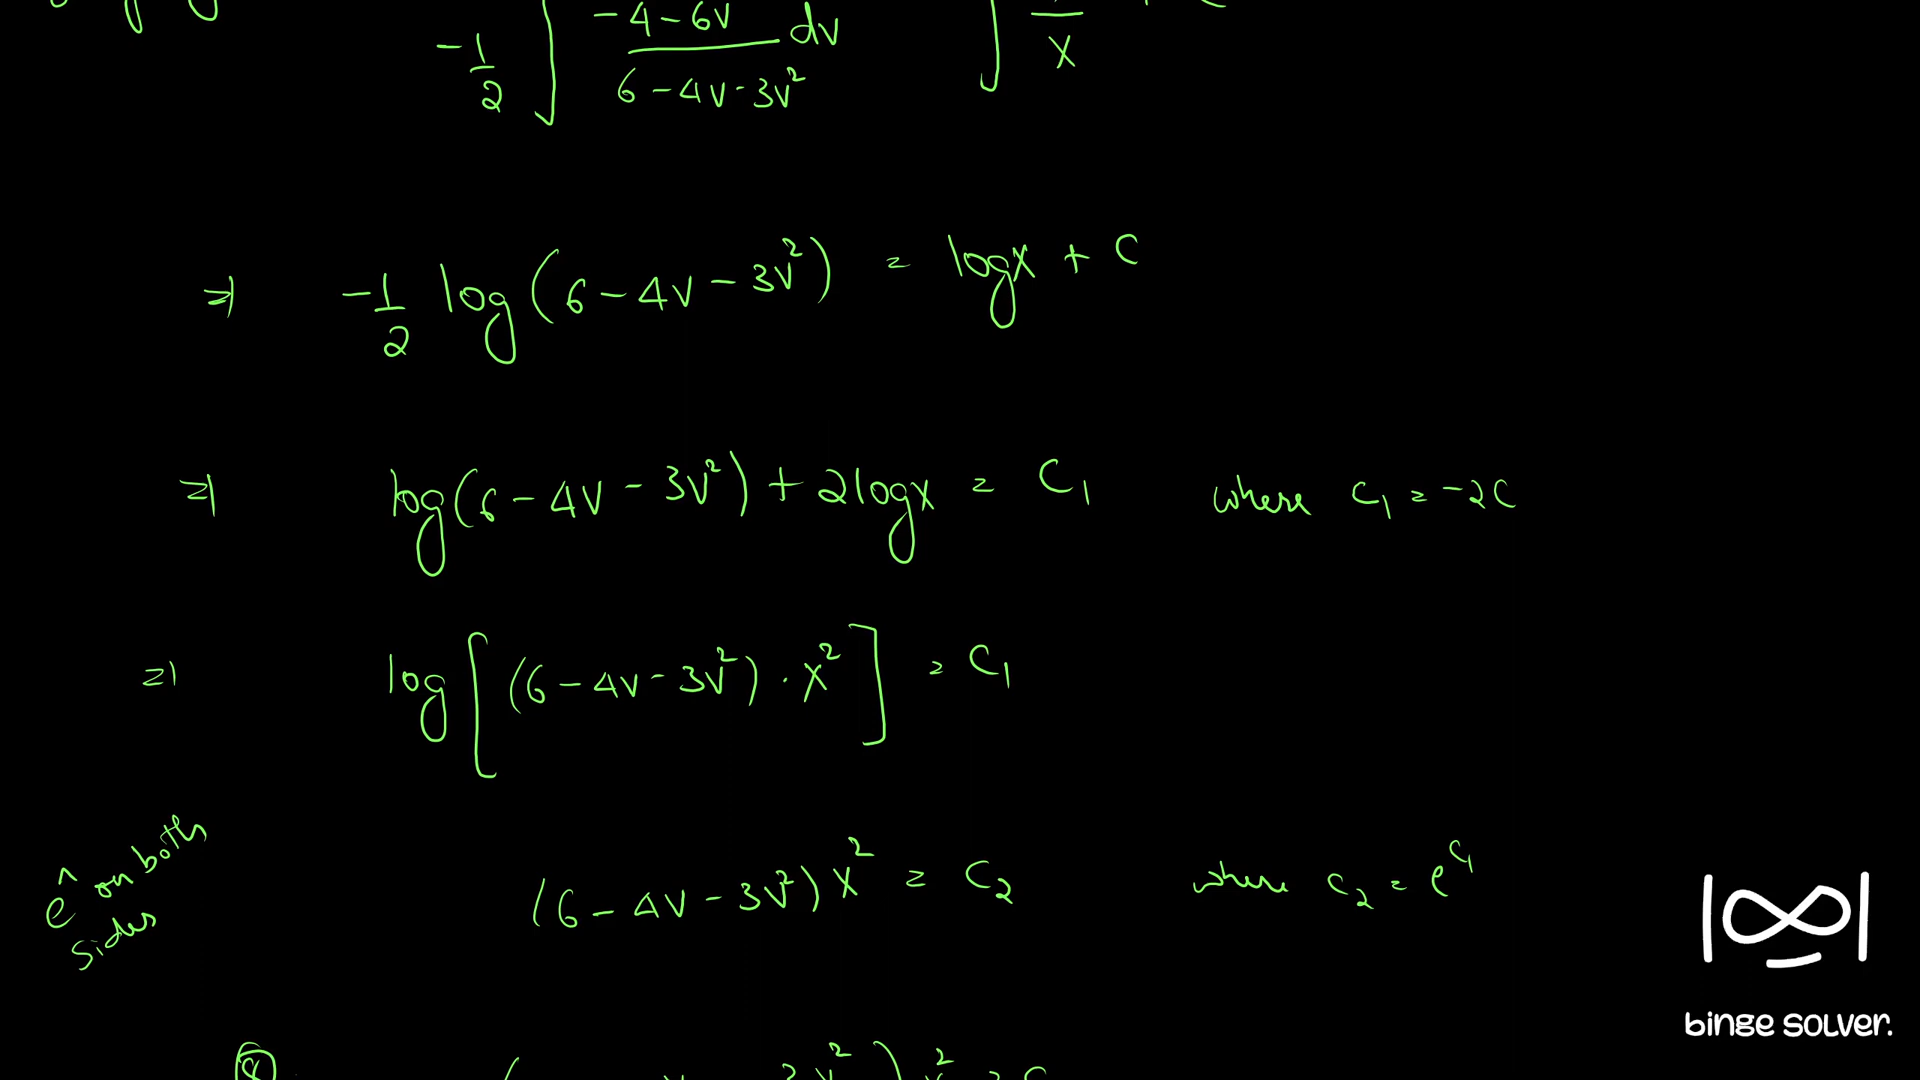 -1/2 ∫ (-4-6v)/(6-4v-3v²) dv ∫ /x
⇒ -1/2 log(6-4v-3v²) = logx + C
⇒ log(6-4v-3v²) + 2logx = C₁ where C₁ = -2C
⇒ log[(6-4v-3v²)·x²] = C₁
e^ on both sides (6-4v-3v²)x² = C₂ where C₂ = e^C₁
binge solver.